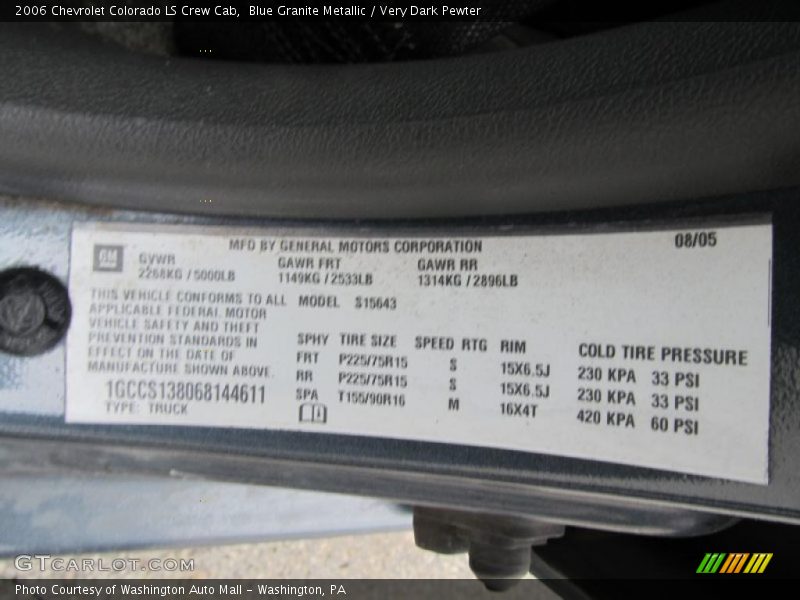 2006 Chevrolet Colorado LS Crew Cab,  Blue Granite Metallic / Very Dark Pewter
MFD BY GENERAL MOTORS CORPORATION 08/05
GM GVWR GAWR FRT GAWR RR
2268KG / 5000LB 1149KG / 2533LB 1314KG / 2896LB
THIS VEHICLE CONFORMS TO ALL
APPLICABLE FEDERAL MOTOR
VEHICLE SAFETY AND THEFT
PREVENTION STANDARDS IN
EFFECT ON THE DATE OF
MANUFACTURE SHOWN ABOVE.
1GCCS138068144611
TYPE: TRUCK
MODEL S15643
SPHY TIRE SIZE SPEED RTG RIM COLD TIRE PRESSURE
FRT P225/75R15 S 15X6.5J 230 KPA 33 PSI
RR P225/75R15 S 15X6.5J 230 KPA 33 PSI
SPA T155/90R16 M 16X4T 420 KPA 60 PSI
GTCarLot.com
Photo Courtesy of Washington Auto Mall - Washington, PA